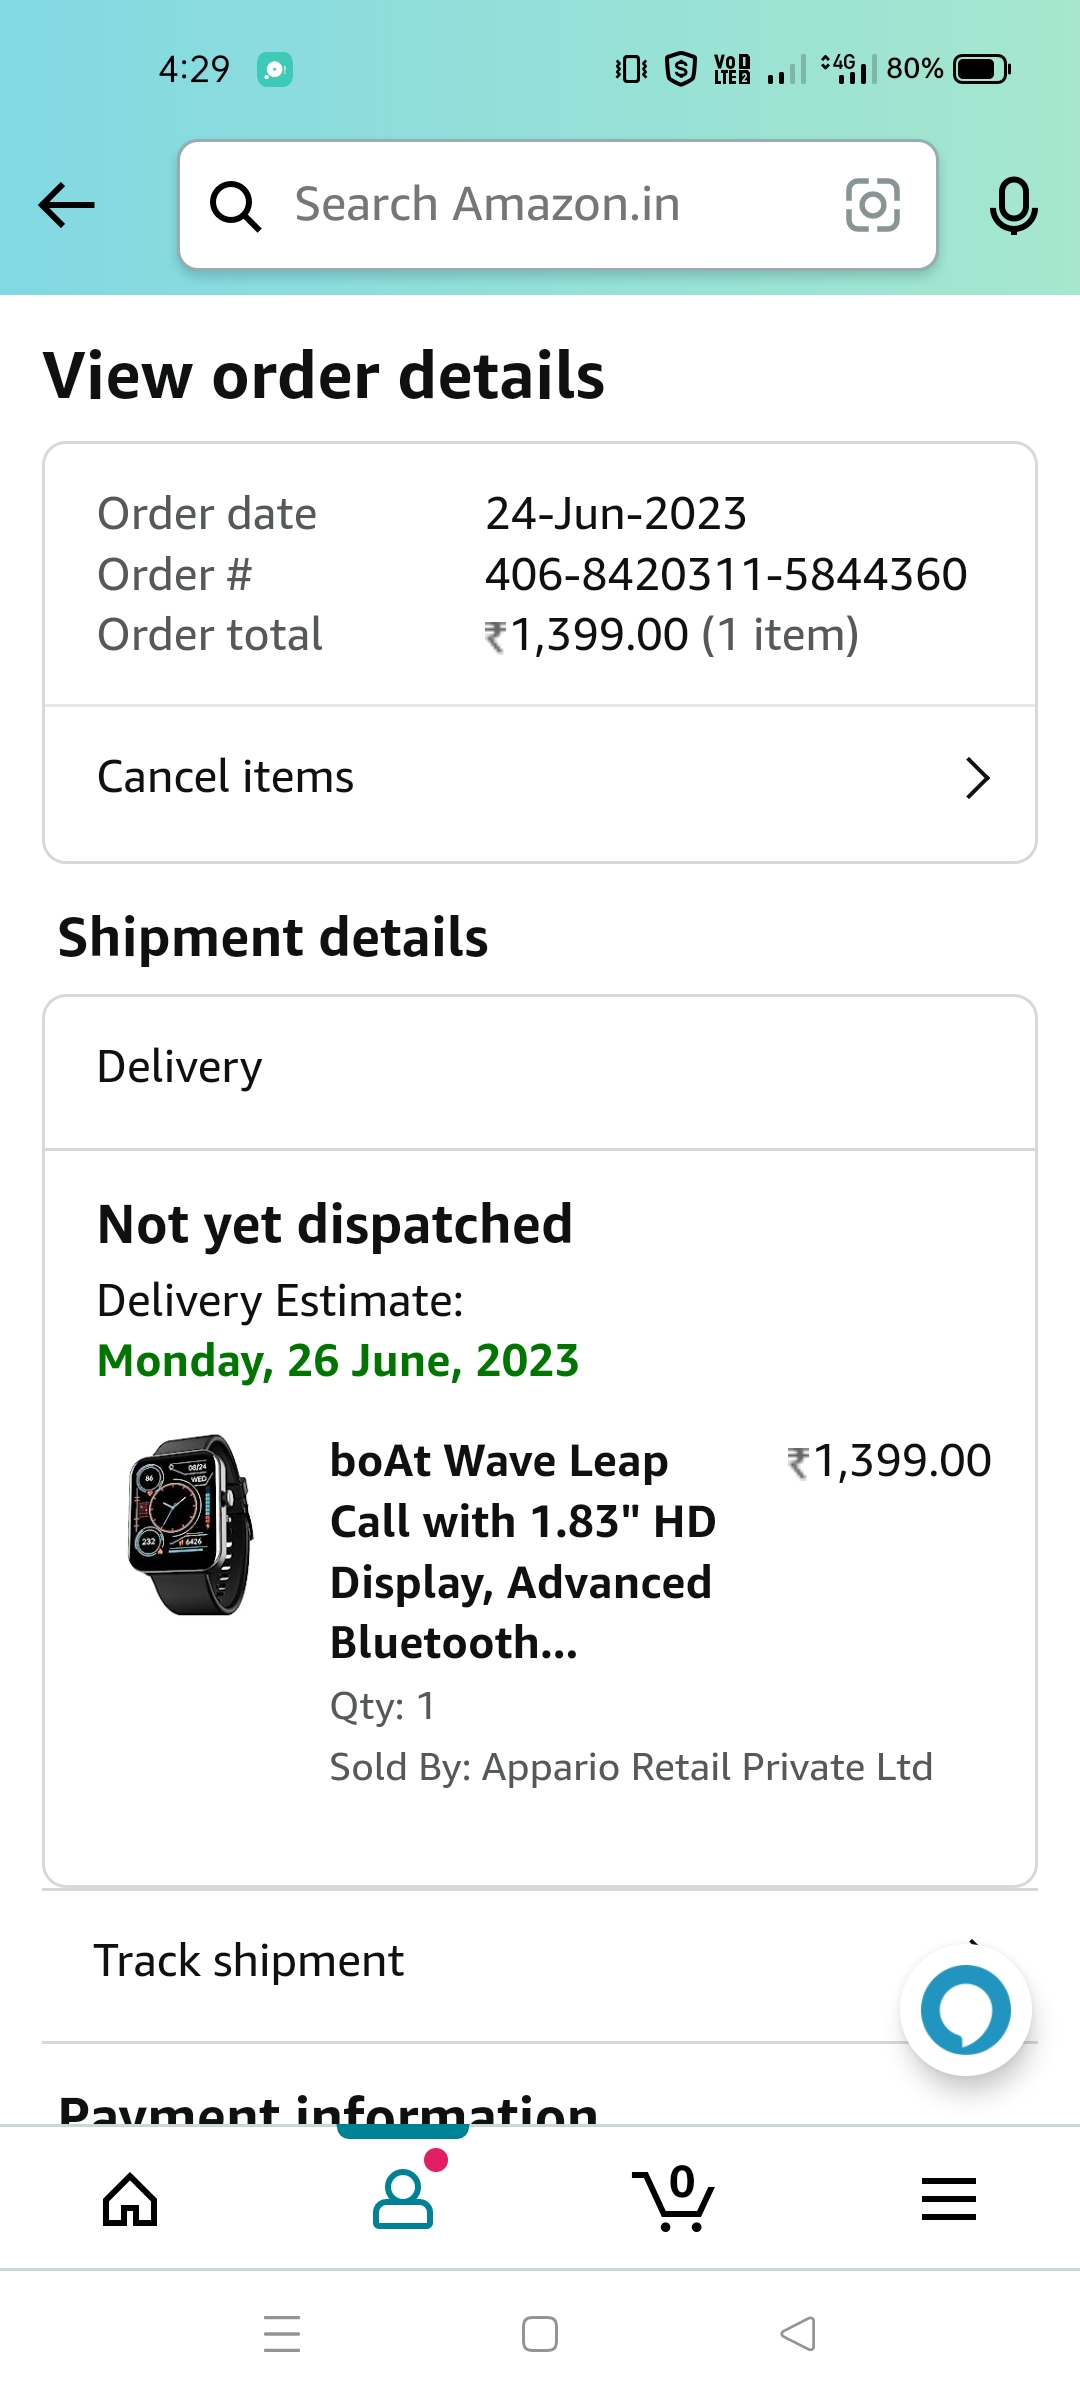 4:29
VoD LTE2 4G 80%
Search Amazon.in
View order details
Order date 24-Jun-2023
Order # 406-8420311-5844360
Order total ₹1,399.00 (1 item)
Cancel items
Shipment details
Delivery
Not yet dispatched
Delivery Estimate:
Monday, 26 June, 2023
boAt Wave Leap ₹1,399.00
Call with 1.83" HD
Display, Advanced
Bluetooth...
Qty: 1
Sold By: Appario Retail Private Ltd
Track shipment
Payment information
0